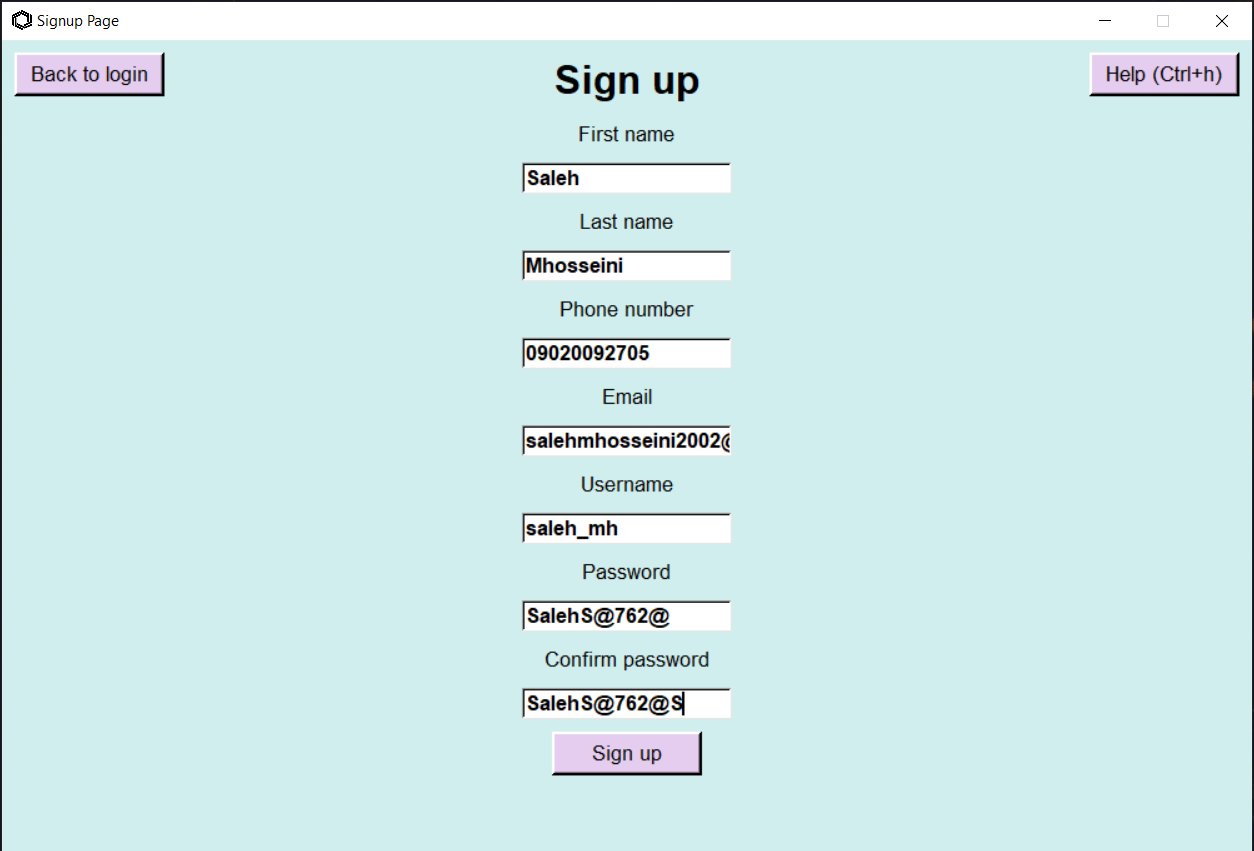 Signup Page
Back to login
Sign up
Help (Ctrl+h)
First name
Saleh
Last name
Mhosseini
Phone number
09020092705
Email
salehmhosseini2002@
Username
saleh_mh
Password
SalehS@762@
Confirm password
SalehS@762@S
Sign up